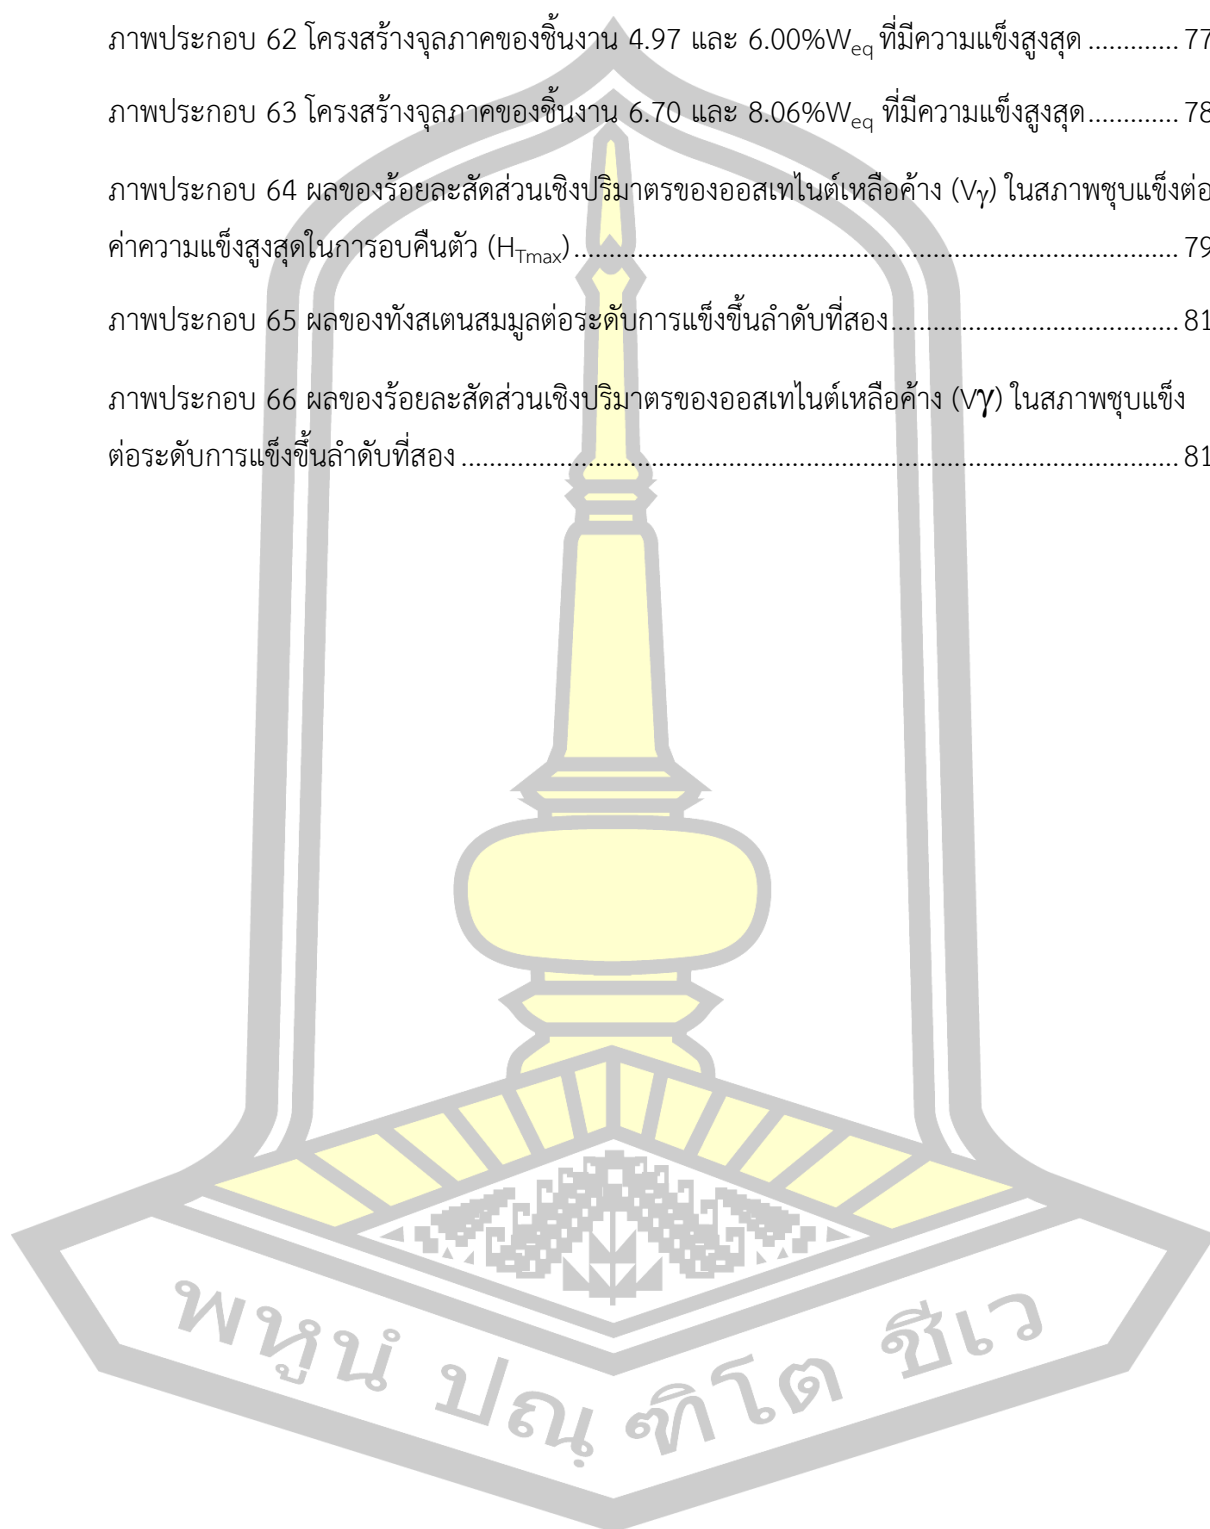 ภาพประกอบ 62 โครงสร้างจุลภาคของชิ้นงาน 4.97 และ 6.00%Weq ที่มีความแข็งสูงสุด ............. 77
ภาพประกอบ 63 โครงสร้างจุลภาคของชิ้นงาน 6.70 และ 8.06%Weq ที่มีความแข็งสูงสุด............. 78
ภาพประกอบ 64 ผลของร้อยละสัดส่วนเชิงปริมาตรของออสเทไนต์เหลือค้าง (Vγ) ในสภาพชุบแข็งต่อ
ค่าความแข็งสูงสุดในการอบคืนตัว (HTmax)....................................................................................... 79
ภาพประกอบ 65 ผลของทังสเตนสมมูลต่อระดับการแข็งขึ้นลำดับที่สอง......................................... 81
ภาพประกอบ 66 ผลของร้อยละสัดส่วนเชิงปริมาตรของออสเทไนต์เหลือค้าง (Vγ) ในสภาพชุบแข็ง
ต่อระดับการแข็งขึ้นลำดับที่สอง ....................................................................................................... 81
พหูนํ ปณฺฑิโต ชีเว